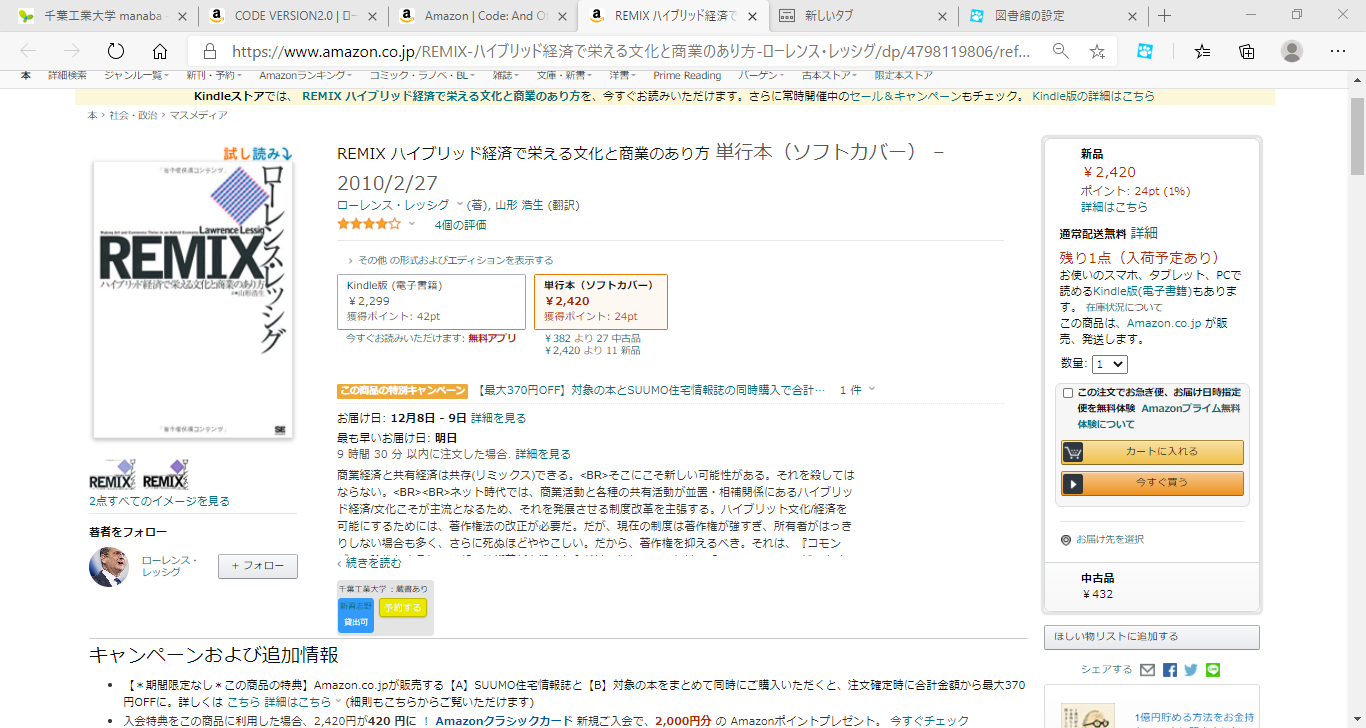 千葉工業大学 manaba
CODE VERSION2.0 | ロー
Amazon | Code: And Ot
REMIX ハイブリッド経済で
新しいタブ
図書館の設定
https://www.amazon.co.jp/REMIX-ハイブリッド経済で栄える文化と商業のあり方-ローレンス・レッシグ/dp/4798119806/ref...
本 詳細検索 ジャンル一覧 新刊・予約 Amazonランキング コミック・ラノベ・BL 雑誌 文庫・新書 洋書 Prime Reading バーゲン 古本ストア 限定本ストア
Kindleストアでは、 REMIX ハイブリッド経済で栄える文化と商業のあり方を、今すぐお読みいただけます。さらに常時開催中のセール＆キャンペーンもチェック。 Kindle版の詳細はこちら
本 › 社会・政治 › マスメディア
試し読み
「著千者保護コンテンツ」
ローレンス・レッシグ
Lawrence Lessig
REMIX
ハイブリッド経済で栄える文化と商業のあり方
山形浩生
SE
REMIX
REMIX
2点すべてのイメージを見る
著者をフォロー
ローレンス・
レッシグ
+ フォロー
REMIX ハイブリッド経済で栄える文化と商業のあり方 単行本（ソフトカバー） –
2010/2/27
ローレンス・レッシグ (著), 山形 浩生 (翻訳)
4個の評価
› その他 の形式およびエディションを表示する
Kindle版 (電子書籍)
￥2,299
獲得ポイント: 42pt
今すぐお読みいただけます: 無料アプリ
単行本（ソフトカバー）
￥2,420
獲得ポイント: 24pt
￥382 より 27 中古品
￥2,420 より 11 新品
この商品の特別キャンペーン 【最大370円OFF】対象の本とSUUMO住宅情報誌の同時購入で合計… 1 件
お届け日: 12月8日 - 9日 詳細を見る
最も早いお届け日: 明日
9 時間 30 分 以内に注文した場合. 詳細を見る
商業経済と共有経済は共存(リミックス)できる。<BR>そこにこそ新しい可能性がある。それを殺しては
ならない。<BR><BR>ネット時代では、商業活動と各種の共有活動が並置・相補関係にあるハイブリッ
ド経済/文化こそが主流となるため、それを発展させる制度改革を主張する。ハイブリット文化/経済を
可能にするためには、著作権法の改正が必要だ。だが、現在の制度は著作権が強すぎ、所有者がはっき
りしない場合も多く、さらに死ぬほどややこしい。だから、著作権を抑えるべき。それは、『コモン
‹ 続きを読む
千葉工業大学 : 蔵書あり
新習志野
貸出可
予約する
新品
￥2,420
ポイント: 24pt (1%)
詳細はこちら
通常配送無料 詳細
残り1点（入荷予定あり）
お使いのスマホ、タブレット、PCで
読めるKindle版(電子書籍)もありま
す。 在庫状況について
この商品は、Amazon.co.jp が販
売、発送します。
数量: 1
この注文でお急ぎ便、お届け日時指定
便を無料体験 Amazonプライム無料
体験について
カートに入れる
今すぐ買う
お届け先を選択
中古品
￥432
ほしい物リストに追加する
シェアする
1億円貯める方法をお金持
キャンペーンおよび追加情報
• 【＊期間限定なし＊この商品の特典】Amazon.co.jpが販売する【A】SUUMO住宅情報誌と【B】対象の本をまとめて同時にご購入いただくと、注文確定時に合計金額から最大370
円OFFに。詳しくは こちら 詳細はこちら (細則もこちらからご覧いただけます)
• 入会特典をこの商品に利用した場合、2,420円が420 円に ！ Amazonクラシックカード 新規ご入会で、2,000円分 の Amazonポイントプレゼント。 今すぐチェック